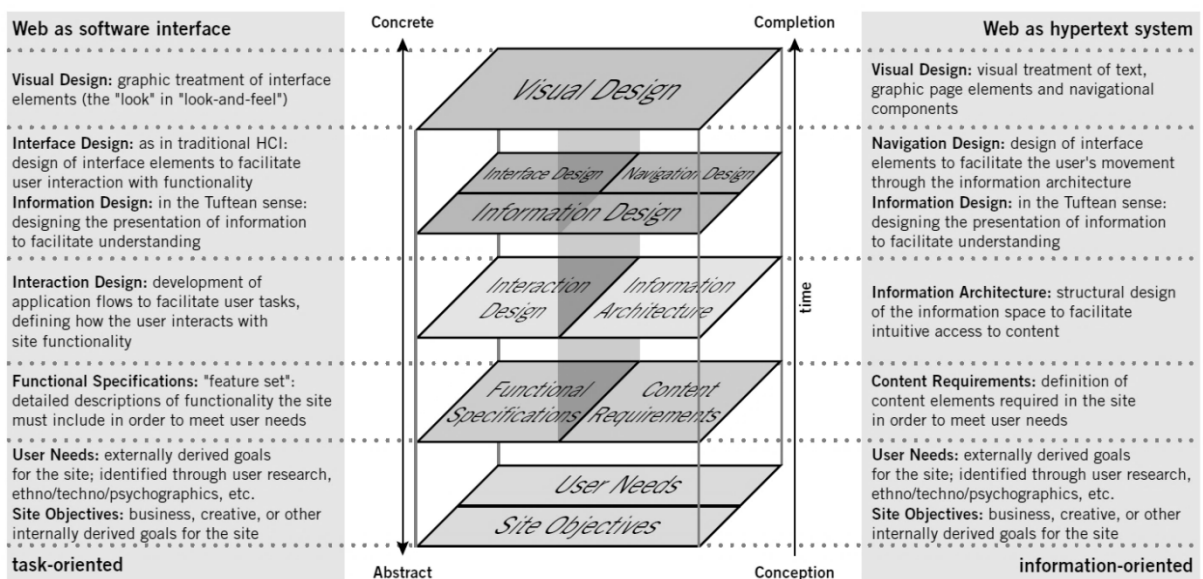 Web as software interface
Visual Design: graphic treatment of interface
elements (the "look" in "look-and-feel")
Interface Design: as in traditional HCI:
design of interface elements to facilitate
user interaction with functionality
Information Design: in the Tuftean sense:
designing the presentation of information
to facilitate understanding
Interaction Design: development of
application flows to facilitate user tasks,
defining how the user interacts with
site functionality
Functional Specifications: "feature set":
detailed descriptions of functionality the site
must include in order to meet user needs
User Needs: externally derived goals
for the site; identified through user research,
ethno/techno/psychographics, etc.
Site Objectives: business, creative, or other
internally derived goals for the site
task-oriented
Concrete
Completion
Visual Design
Interface Design
Navigation Design
Information Design
Interaction
Design
Information
Architecture
Functional
Specifications
Content
Requirements
User Needs
Site Objectives
time
Abstract
Conception
Web as hypertext system
Visual Design: visual treatment of text,
graphic page elements and navigational
components
Navigation Design: design of interface
elements to facilitate the user's movement
through the information architecture
Information Design: in the Tuftean sense:
designing the presentation of information
to facilitate understanding
Information Architecture: structural design
of the information space to facilitate
intuitive access to content
Content Requirements: definition of
content elements required in the site
in order to meet user needs
User Needs: externally derived goals
for the site; identified through user research,
ethno/techno/psychographics, etc.
Site Objectives: business, creative, or other
internally derived goals for the site
information-oriented